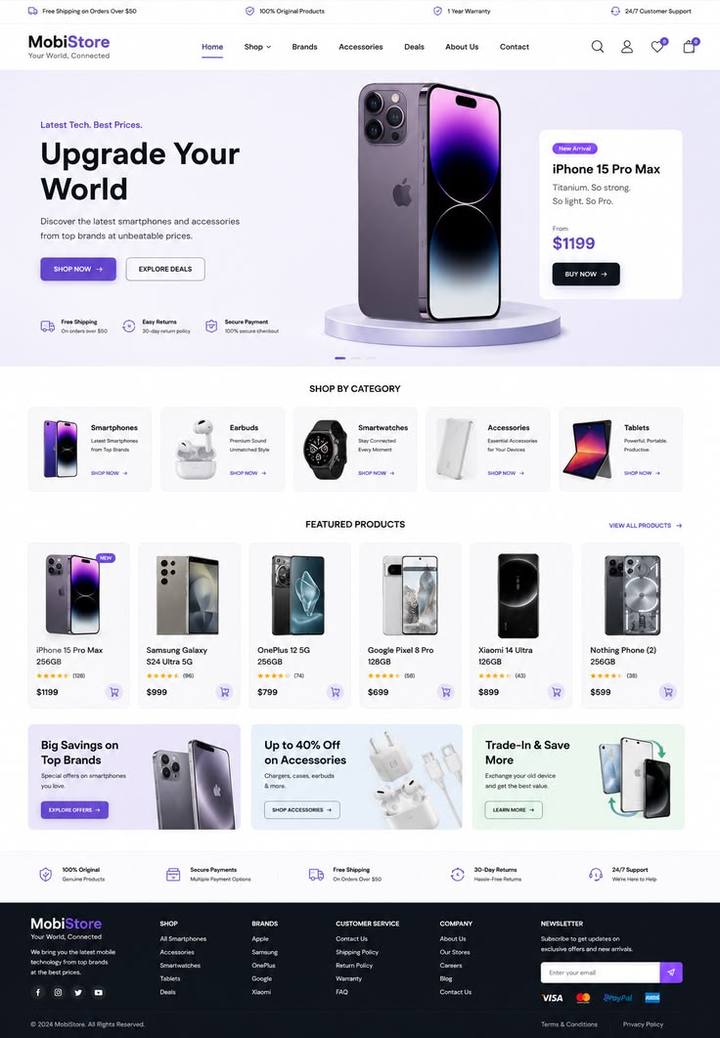 Free Shipping on Orders Over $50
100% Original Products
1 Year Warranty
24/7 Customer Support
MobiStore
Your World, Connected
Home
Shop
Brands
Accessories
Deals
About Us
Contact
0
0
Latest Tech. Best Prices.
Upgrade Your
World
Discover the latest smartphones and accessories
from top brands at unbeatable prices.
SHOP NOW →
EXPLORE DEALS
Free Shipping
On orders over $50
Easy Returns
30-day return policy
Secure Payment
100% secure checkout
New Arrival
iPhone 15 Pro Max
Titanium. So strong.
So light. So Pro.
From
$1199
BUY NOW →
SHOP BY CATEGORY
Smartphones
Latest Smartphones
from Top Brands
SHOP NOW →
Earbuds
Premium Sound
Unmatched Style
SHOP NOW →
Smartwatches
Stay Connected
Every Moment
SHOP NOW →
Accessories
Essential Accessories
for Your Devices
SHOP NOW →
Tablets
Powerful. Portable.
Productive.
SHOP NOW →
FEATURED PRODUCTS
VIEW ALL PRODUCTS →
NEW
iPhone 15 Pro Max
256GB
(128)
$1199
Samsung Galaxy
S24 Ultra 5G
(96)
$999
OnePlus 12 5G
256GB
(74)
$799
Google Pixel 8 Pro
128GB
(58)
$699
Xiaomi 14 Ultra
126GB
(43)
$899
Nothing Phone (2)
256GB
(38)
$599
Big Savings on
Top Brands
Special offers on smartphones
you love.
EXPLORE OFFERS →
Up to 40% Off
on Accessories
Chargers, cases, earbuds
& more.
SHOP ACCESSORIES →
Trade-In & Save
More
Exchange your old device
and get the best value.
LEARN MORE →
100% Original
Genuine Products
Secure Payments
Multiple Payment Options
Free Shipping
On Orders Over $50
30-Day Returns
Hassle-Free Returns
24/7 Support
We're Here to Help
MobiStore
Your World, Connected
We bring you the latest mobile
technology from top brands
at the best prices.
SHOP
All Smartphones
Accessories
Smartwatches
Tablets
Deals
BRANDS
Apple
Samsung
OnePlus
Google
Xiaomi
CUSTOMER SERVICE
Contact Us
Shipping Policy
Return Policy
Warranty
FAQ
COMPANY
About Us
Our Stores
Careers
Blog
Contact Us
NEWSLETTER
Subscribe to get updates on
exclusive offers and new arrivals.
Enter your email
VISA
PayPal
© 2024 MobiStore. All Rights Reserved.
Terms & Conditions
Privacy Policy